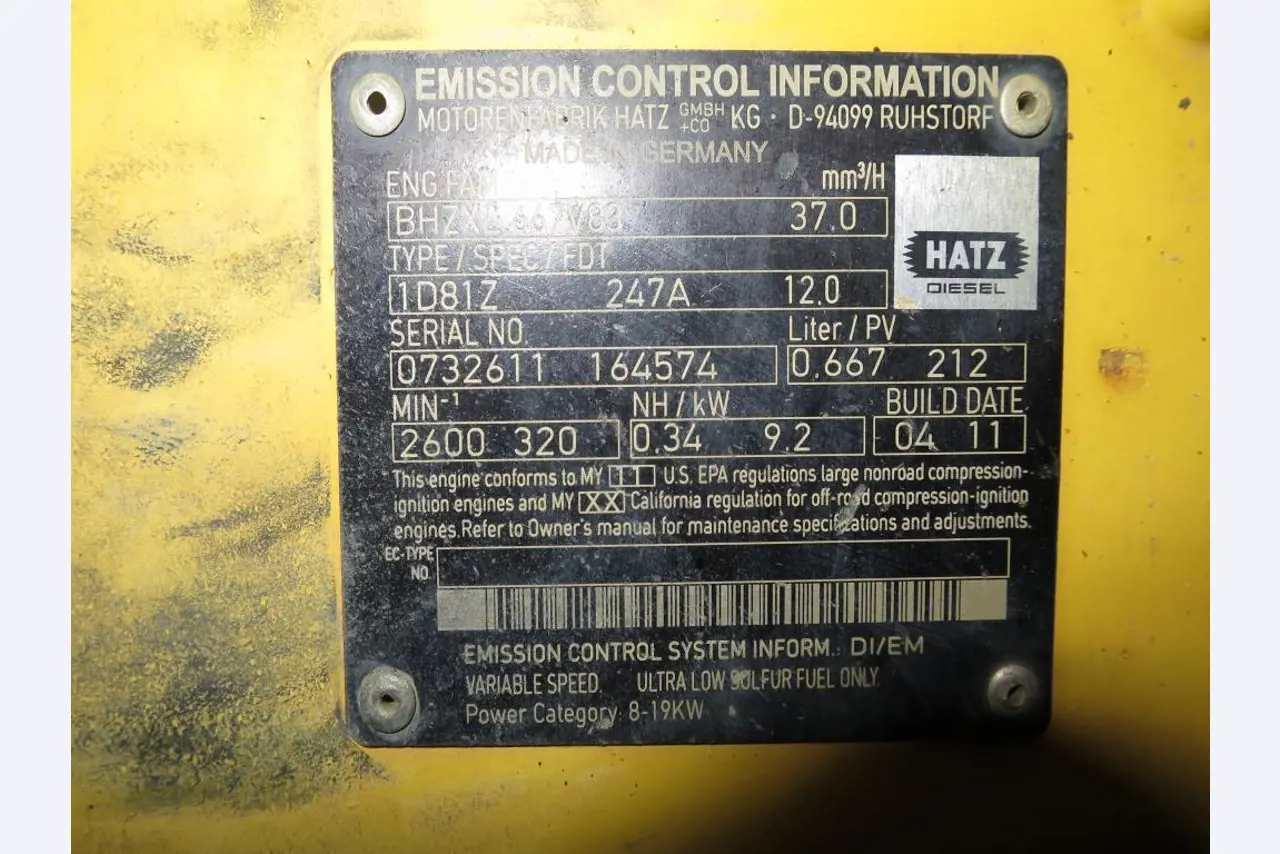 EMISSION CONTROL INFORMATION
MOTORENFABRIK HATZ GMBH +CO KG · D-94099 RUHSTORF
MADE IN GERMANY
ENG mm³/H
37.0
HATZ
DIESEL
TYPE / SPEC / FDT
1D81Z 247A 12.0
SERIAL NO. Liter / PV
0732611 164574 0.667 212
MIN-¹ NH / kW BUILD DATE
2600 320 0.34 9.2 04 11
This engine conforms to MY 11 U.S. EPA regulations large nonroad compression-
ignition engines and MY XX California regulation for off-road compression-ignition
engines. Refer to Owner's manual for maintenance specifications and adjustments.
EC-TYPE
NO.
EMISSION CONTROL SYSTEM INFORM.: DI/EM
VARIABLE SPEED. ULTRA LOW SULFUR FUEL ONLY.
Power Category: 8-19KW